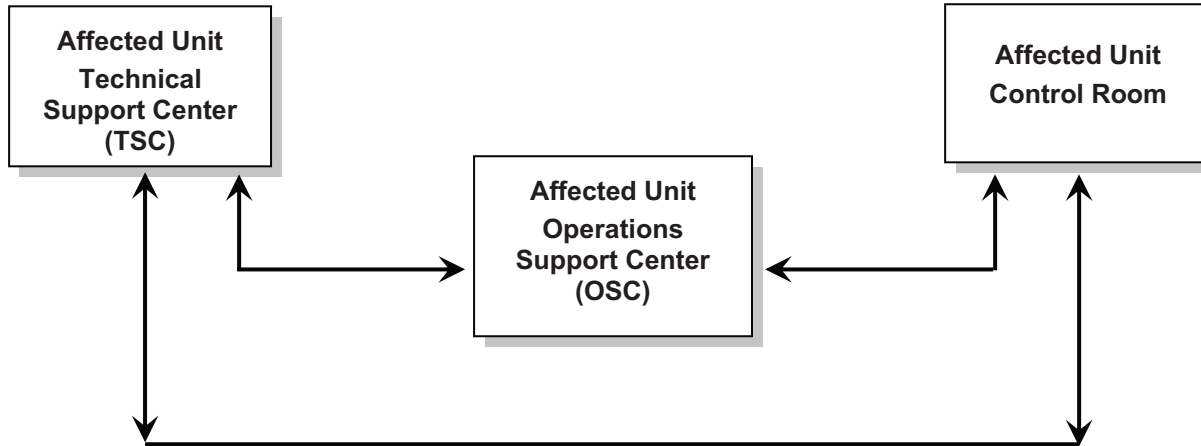 Affected Unit
Technical
Support Center
(TSC)
Affected Unit
Control Room
Affected Unit
Operations
Support Center
(OSC)